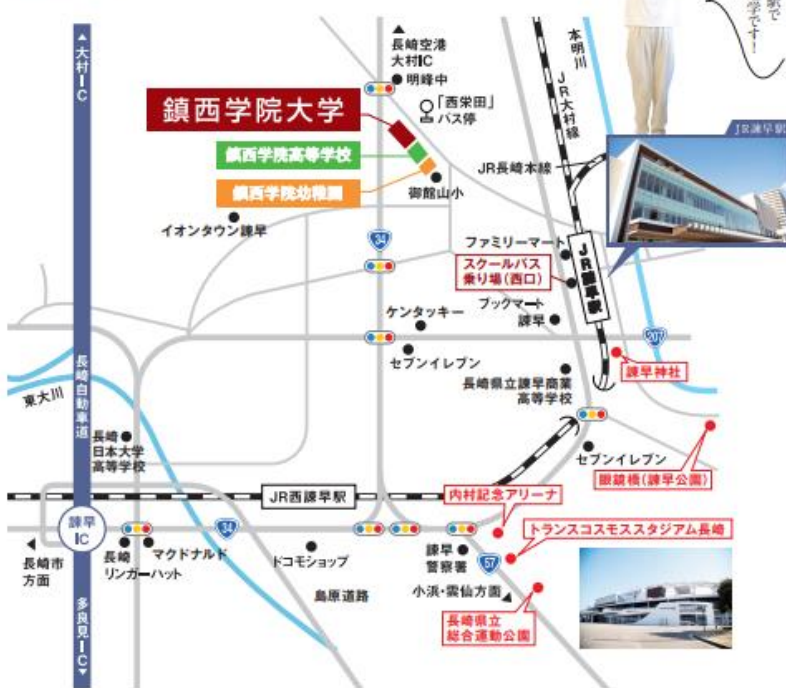 駅で
学です!
▲大村IC
長崎空港
大村IC
明峰中
「西栄田」
バス停
本明川
JR大村線
鎮西学院大学
鎮西学院高等学校
鎮西学院幼稚園
御館山小
JR長崎本線
JR諫早駅
イオンタウン諫早
34
ファミリーマート
スクールバス
乗り場(西口)
JR諫早駅
ブックマート
諫早
ケンタッキー
セブンイレブン
207
諫早神社
長崎県立諫早商業
高等学校
長崎自動車道
東大川
長崎
日本大学
高等学校
セブンイレブン
眼鏡橋(諫早公園)
JR西諫早駅
内村記念アリーナ
諫早
IC
34
トランスコスモススタジアム長崎
長崎市
方面
長崎
リンガーハット
マクドナルド
ドコモショップ
諫早
警察署
57
島原道路
小浜・雲仙方面
長崎県立
総合運動公園
多良見IC▼